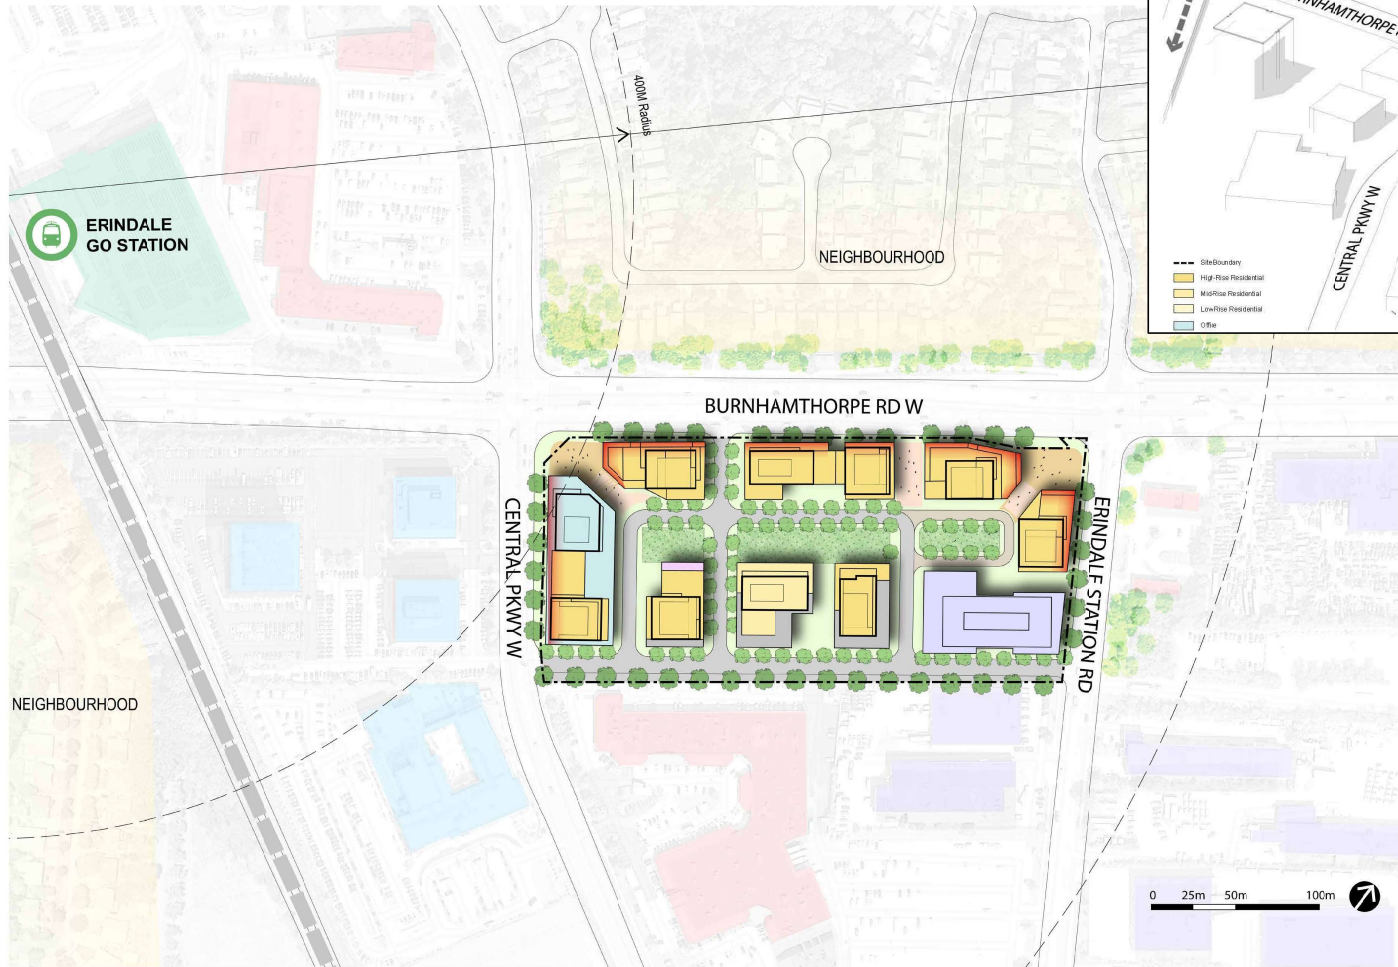 BURNHAMTHORPE
400M Radius
ERINDALE
GO STATION
NEIGHBOURHOOD
CENTRAL PKWY W
Site Boundary
High-Rise Residential
Mid-Rise Residential
Low Rise Residential
BURNHAMTHORPE RD W
CENTRAL PKWY W
ERINDALE STATION RD
NEIGHBOURHOOD
0 25m 50m 100m